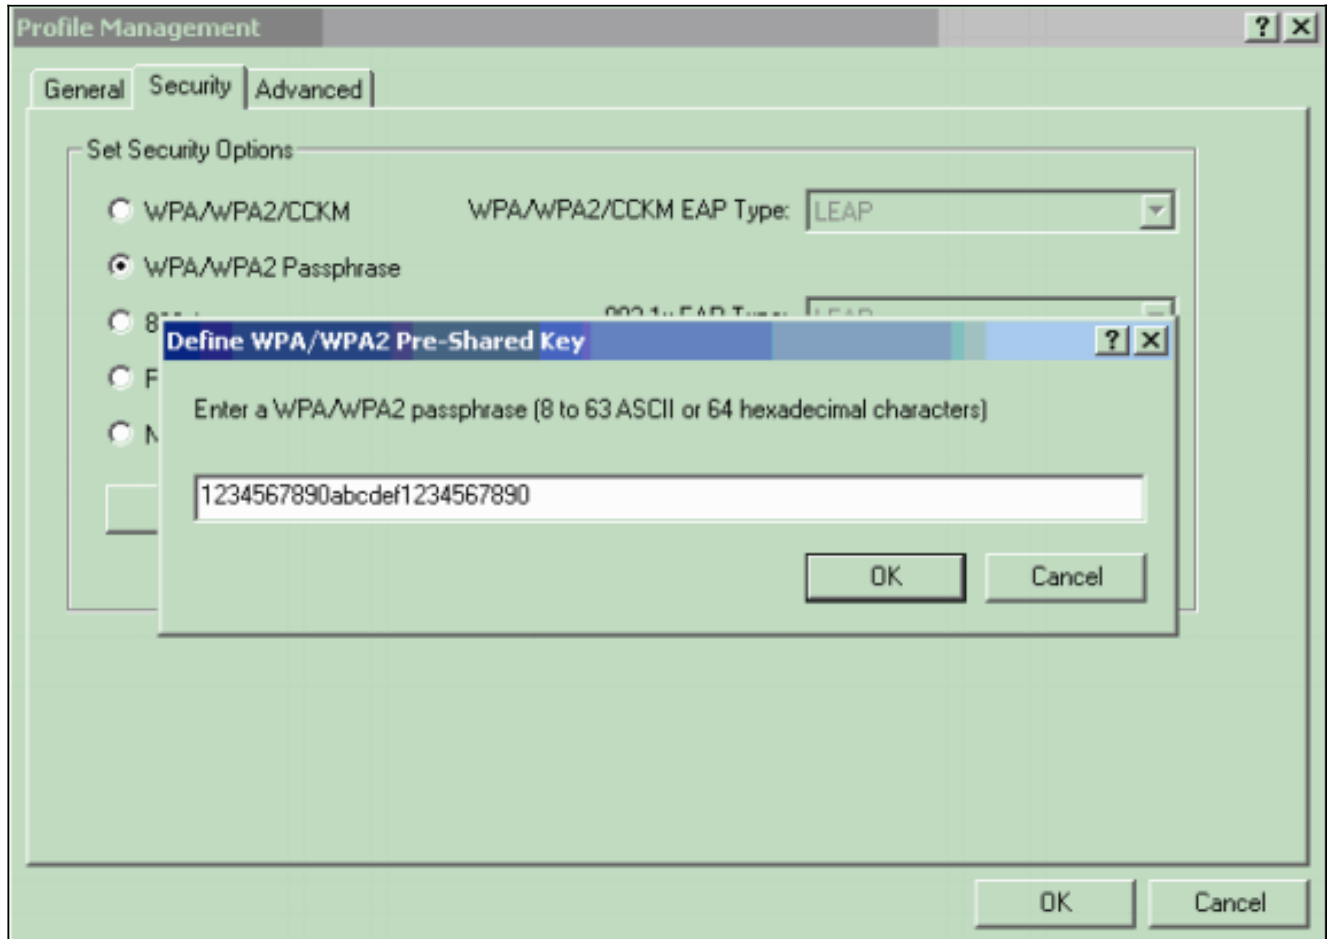 Profile Management
General Security Advanced
Set Security Options
WPA/WPA2/CCKM WPA/WPA2/CCKM EAP Type: LEAP
WPA/WPA2 Passphrase
Define WPA/WPA2 Pre-Shared Key
Enter a WPA/WPA2 passphrase (8 to 63 ASCII or 64 hexadecimal characters)
1234567890abcdef1234567890
OK Cancel
OK Cancel